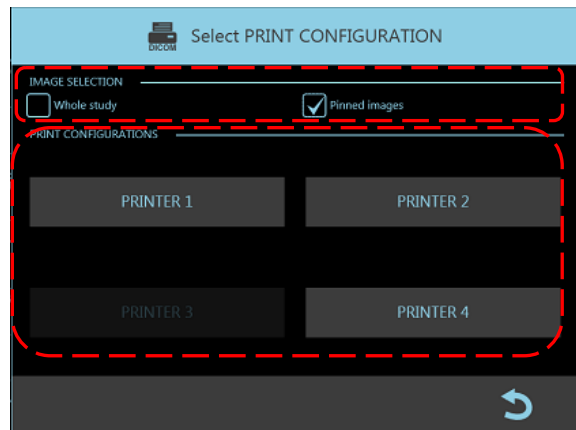 DICOM
Select PRINT CONFIGURATION
IMAGE SELECTION
Whole study
Pinned images
PRINT CONFIGURATIONS
PRINTER 1
PRINTER 2
PRINTER 3
PRINTER 4